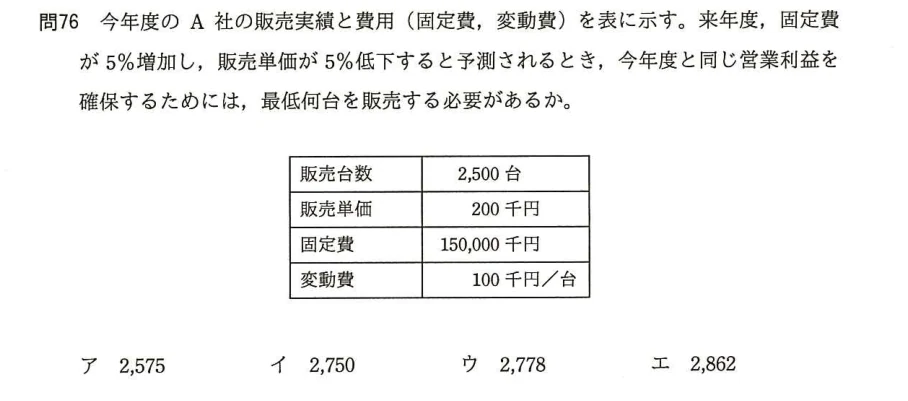 問76 今年度の A 社の販売実績と費用（固定費，変動費）を表に示す。来年度，固定費
が 5%増加し，販売単価が 5%低下すると予測されるとき，今年度と同じ営業利益を
確保するためには，最低何台を販売する必要があるか。
販売台数 2,500 台
販売単価 200 千円
固定費 150,000 千円
変動費 100 千円／台
ア 2,575 イ 2,750 ウ 2,778 エ 2,862